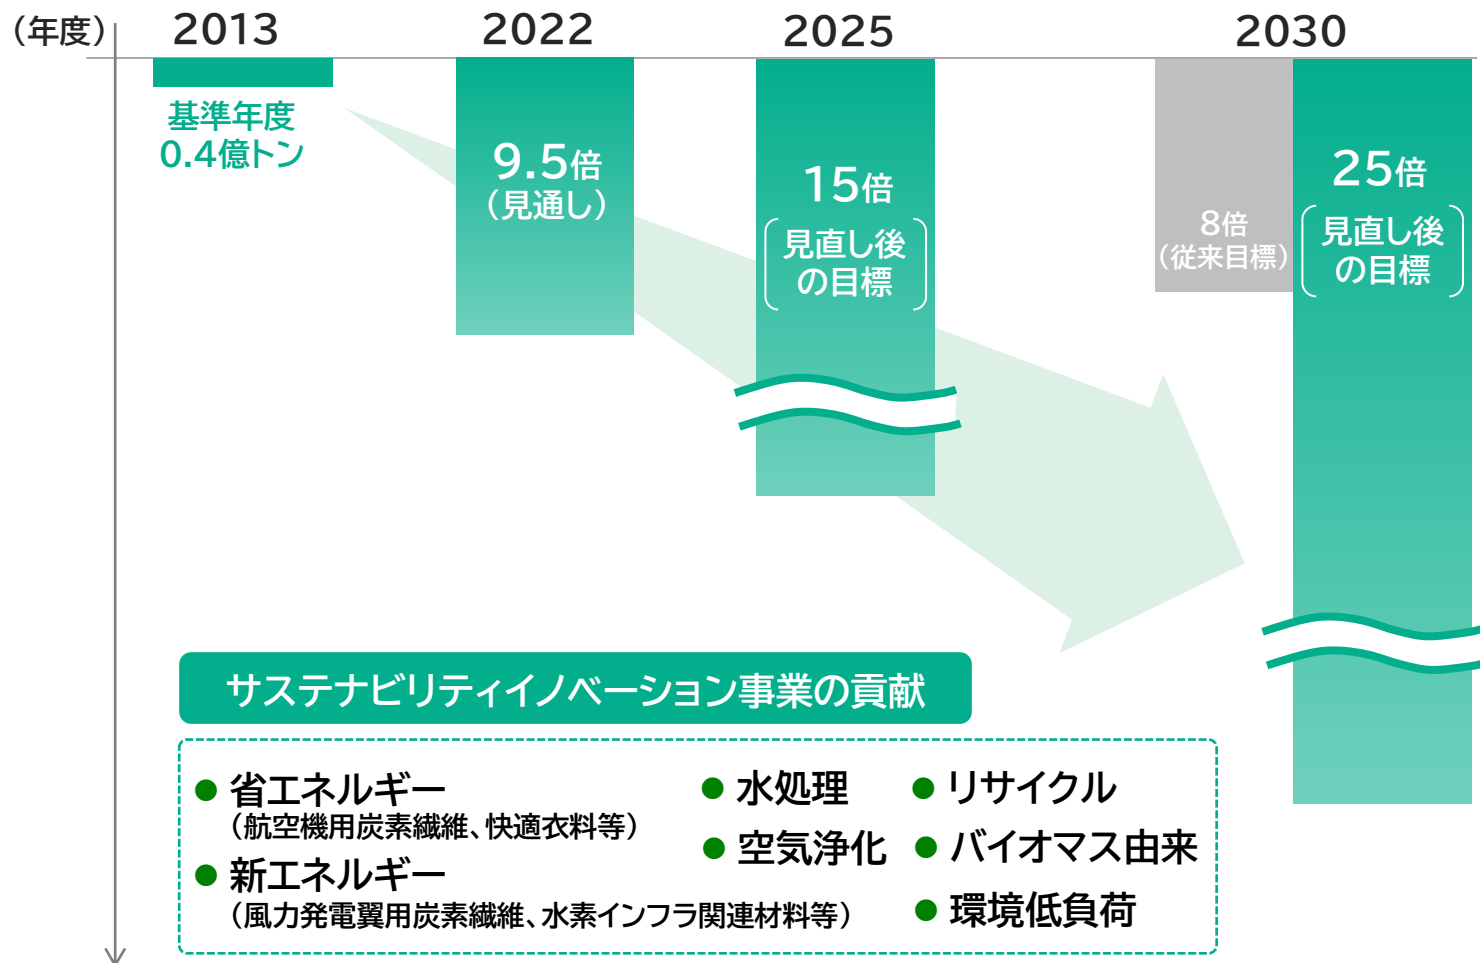 (年度)
2013
2022
2025
2030
基準年度
0.4億トン
9.5倍
(見通し)
15倍
見直し後
の目標
8倍
(従来目標)
25倍
見直し後
の目標
サステナビリティイノベーション事業の貢献
● 省エネルギー
(航空機用炭素繊維、快適衣料等)
● 新エネルギー
(風力発電翼用炭素繊維、水素インフラ関連材料等)
● 水処理
● 空気浄化
● リサイクル
● バイオマス由来
● 環境低負荷